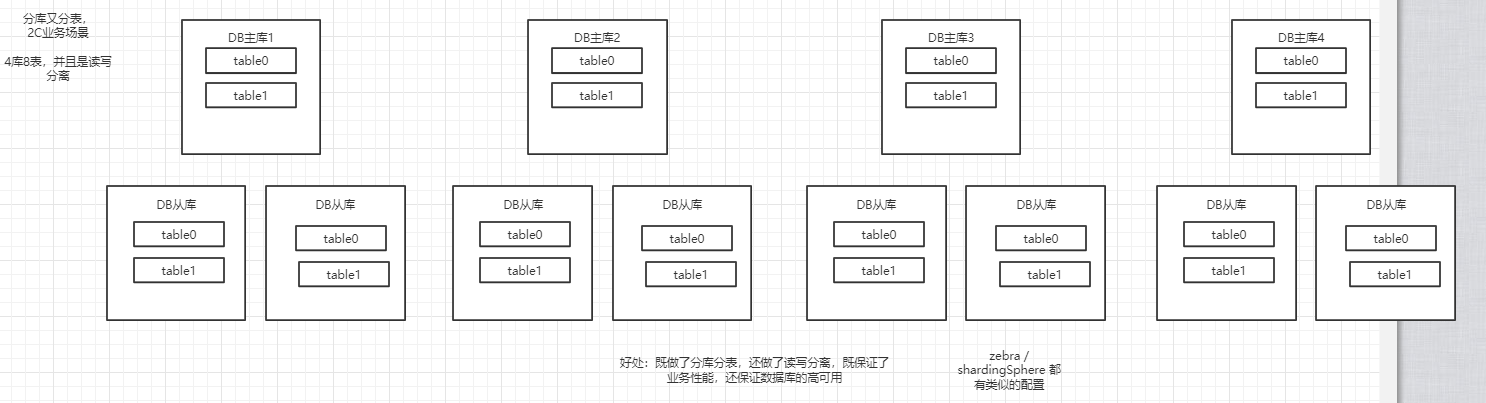 分库又分表，
2C业务场景
4库8表，并且是读写
分离
DB主库1
table0
table1
DB主库2
table0
table1
DB主库3
table0
table1
DB主库4
table0
table1
DB从库
table0
table1
DB从库
table0
table1
DB从库
table0
table1
DB从库
table0
table1
DB从库
table0
table1
DB从库
table0
table1
DB从库
table0
table1
DB从库
table0
table1
好处：既做了分库分表，还做了读写分离，既保证了
业务性能，还保证数据库的高可用
zebra /
shardingSphere 都
有类似的配置